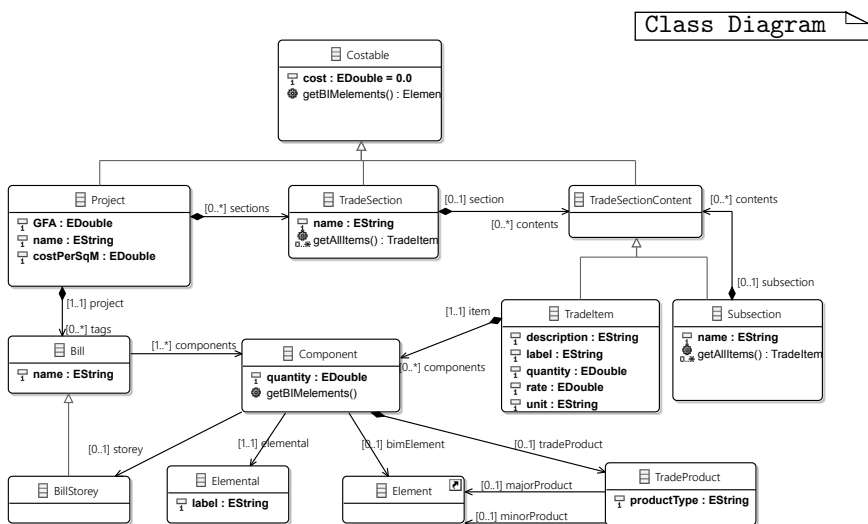 Class Diagram
Costable
cost : EDouble = 0.0
getBIMelements() : Elemen
Project
GFA : EDouble
name : EString
costPerSqM : EDouble
[0..*] sections
TradeSection
name : EString
getAllItems() : TradeItem
[0..1] section
[0..*] contents
TradeSectionContent
[0..*] contents
[0..1] subsection
[1..1] project
[0..*] tags
Bill
name : EString
[1..*] components
Component
quantity : EDouble
getBIMelements()
[1..1] item
[0..*] components
TradeItem
description : EString
label : EString
quantity : EDouble
rate : EDouble
unit : EString
Subsection
name : EString
getAllItems() : TradeItem
[0..1] storey
[1..1] elemental
[0..1] bimElement
[0..1] tradeProduct
BillStorey
Elemental
label : EString
Element
[0..1] majorProduct
[0..1] minorProduct
TradeProduct
productType : EString